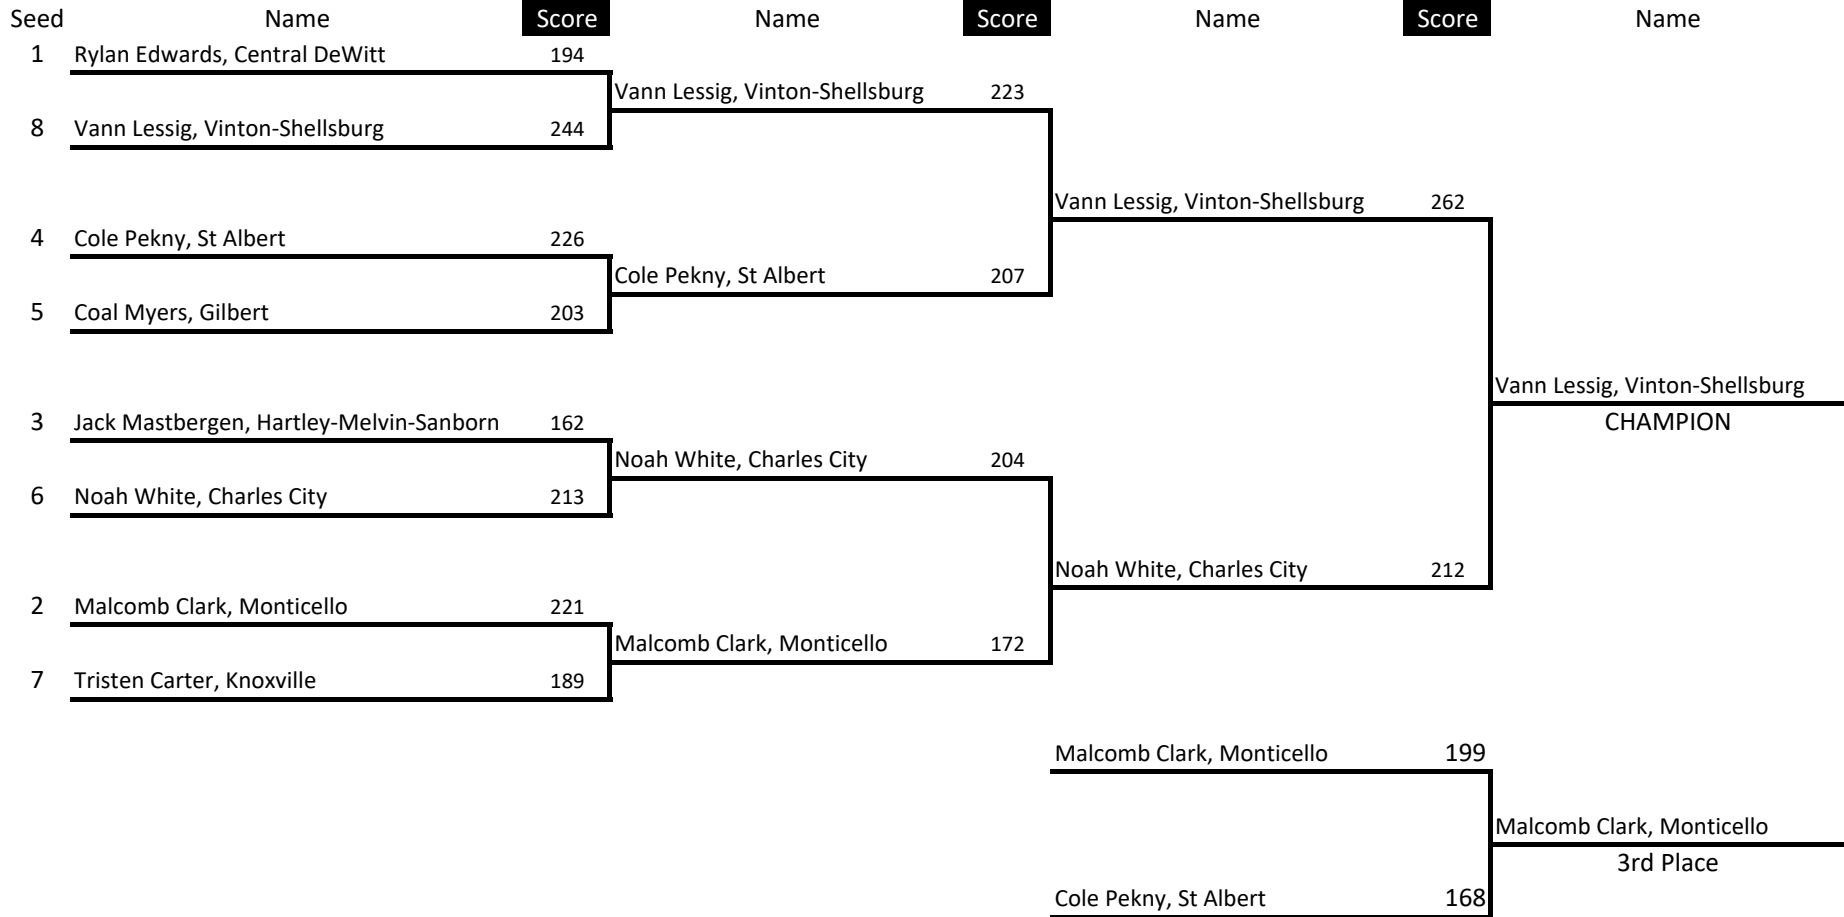 Seed Name Score Name Score Name Score Name
1 Rylan Edwards, Central DeWitt 194
Vann Lessig, Vinton-Shellsburg 223
8 Vann Lessig, Vinton-Shellsburg 244
Vann Lessig, Vinton-Shellsburg 262
4 Cole Pekny, St Albert 226
Cole Pekny, St Albert 207
5 Coal Myers, Gilbert 203
Vann Lessig, Vinton-Shellsburg
3 Jack Mastbergen, Hartley-Melvin-Sanborn 162 CHAMPION
Noah White, Charles City 204
6 Noah White, Charles City 213
Noah White, Charles City 212
2 Malcomb Clark, Monticello 221
Malcomb Clark, Monticello 172
7 Tristen Carter, Knoxville 189
Malcomb Clark, Monticello 199
Malcomb Clark, Monticello
3rd Place
Cole Pekny, St Albert 168